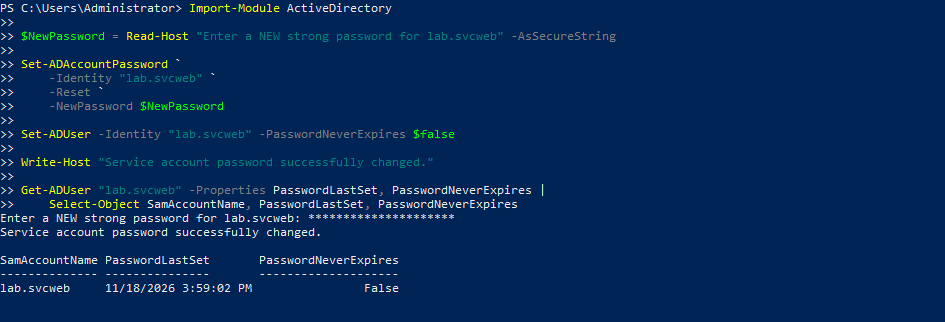 PS C:\Users\Administrator> Import-Module ActiveDirectory
>>
>> $NewPassword = Read-Host "Enter a NEW strong password for lab.svcweb" -AsSecureString
>>
>> Set-ADAccountPassword `
>>     -Identity "lab.svcweb" `
>>     -Reset `
>>     -NewPassword $NewPassword
>>
>> Set-ADUser -Identity "lab.svcweb" -PasswordNeverExpires $false
>>
>> Write-Host "Service account password successfully changed."
>>
>> Get-ADUser "lab.svcweb" -Properties PasswordLastSet, PasswordNeverExpires |
>>     Select-Object SamAccountName, PasswordLastSet, PasswordNeverExpires
Enter a NEW strong password for lab.svcweb: *********************
Service account password successfully changed.

SamAccountName PasswordLastSet       PasswordNeverExpires
-------------- ---------------       --------------------
lab.svcweb     11/18/2026 3:59:02 PM                False